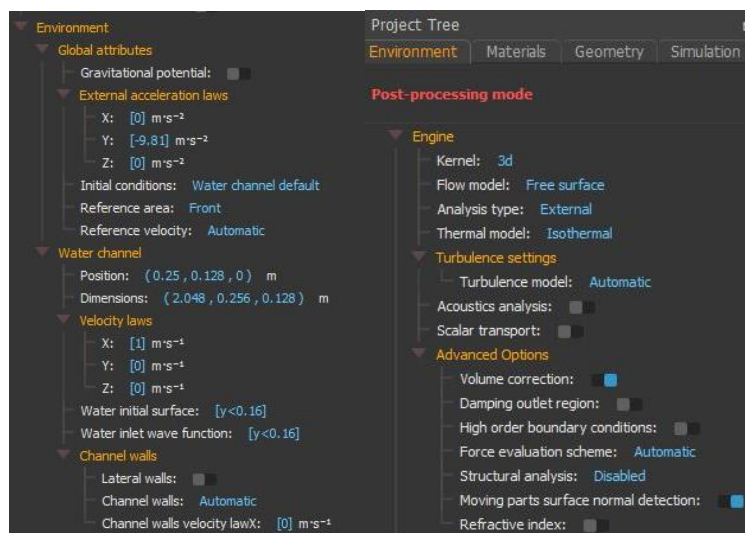 Environment
Global attributes
Gravitational potential:
External acceleration laws
X: [0] m·s⁻²
Y: [-9.81] m·s⁻²
Z: [0] m·s⁻²
Initial conditions: Water channel default
Reference area: Front
Reference velocity: Automatic
Water channel
Position: (0.25 , 0.128 , 0) m
Dimensions: (2.048 , 0.256 , 0.128) m
Velocity laws
X: [1] m·s⁻¹
Y: [0] m·s⁻¹
Z: [0] m·s⁻¹
Water initial surface: [y<0.16]
Water inlet wave function: [y<0.16]
Channel walls
Lateral walls:
Channel walls: Automatic
Channel walls velocity lawX: [0] m·s⁻¹
Project Tree
Environment Materials Geometry Simulation
Post-processing mode
Engine
Kernel: 3d
Flow model: Free surface
Analysis type: External
Thermal model: Isothermal
Turbulence settings
Turbulence model: Automatic
Acoustics analysis:
Scalar transport:
Advanced Options
Volume correction:
Damping outlet region:
High order boundary conditions:
Force evaluation scheme: Automatic
Structural analysis: Disabled
Moving parts surface normal detection:
Refractive index: